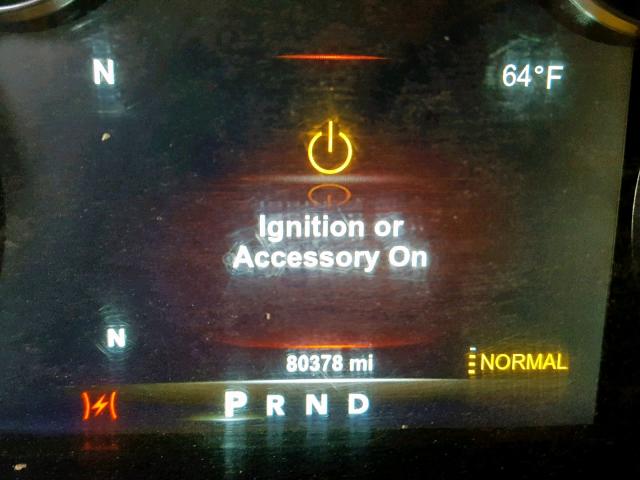 N
64°F
Ignition or
Accessory On
N
80378 mi
NORMAL
P R N D